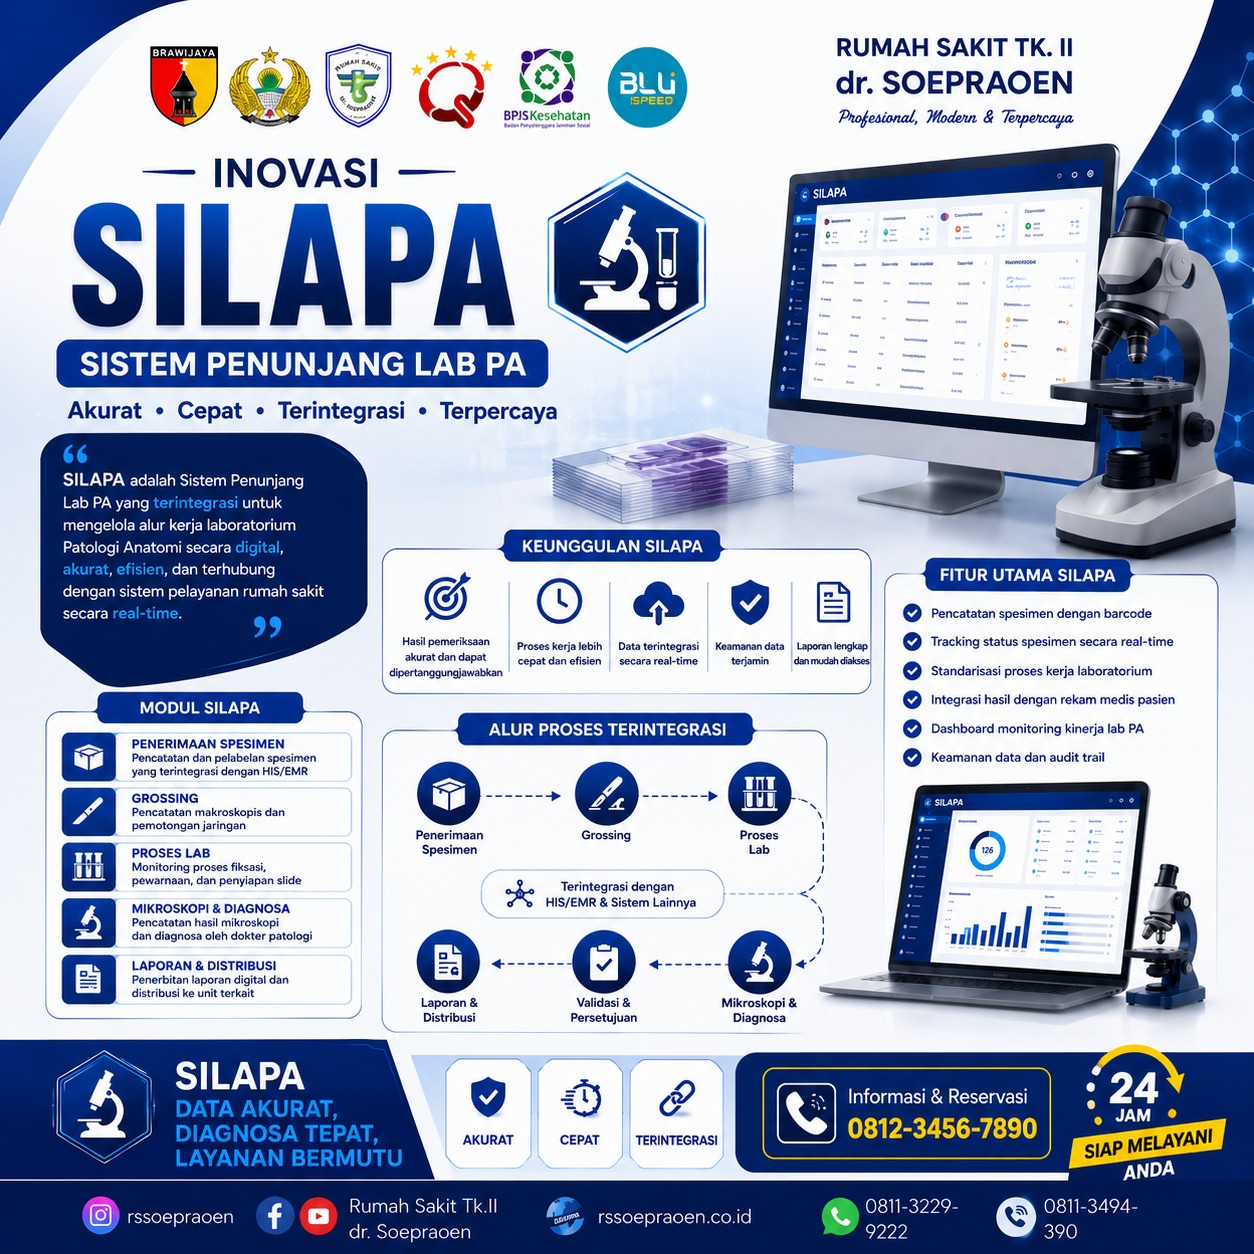 BRAWIJAYA
RUMAH SAKIT
BPJS Kesehatan
Badan Penyelenggara Jaminan Sosial
BLU
SPEED
RUMAH SAKIT TK. II
dr. SOEPRAOEN
Profesional, Modern & Terpercaya
INOVASI
SILAPA
SISTEM PENUNJANG LAB PA
Akurat • Cepat • Terintegrasi • Terpercaya
SILAPA
“
SILAPA adalah Sistem Penunjang
Lab PA yang terintegrasi untuk
mengelola alur kerja laboratorium
Patologi Anatomi secara digital,
akurat, efisien, dan terhubung
dengan sistem pelayanan rumah sakit
secara real-time.
”
KEUNGGULAN SILAPA
Hasil pemeriksaan
akurat dan dapat
dipertanggungjawabkan
Proses kerja lebih
cepat dan efisien
Data terintegrasi
secara real-time
Keamanan data
terjamin
Laporan lengkap
dan mudah diakses
FITUR UTAMA SILAPA
Pencatatan spesimen dengan barcode
Tracking status spesimen secara real-time
Standarisasi proses kerja laboratorium
Integrasi hasil dengan rekam medis pasien
Dashboard monitoring kinerja lab PA
Keamanan data dan audit trail
MODUL SILAPA
PENERIMAAN SPESIMEN
Pencatatan dan pelabelan spesimen
yang terintegrasi dengan HIS/EMR
GROSSING
Pencatatan makroskopis dan
pemotongan jaringan
PROSES LAB
Monitoring proses fiksasi,
pewarnaan, dan penyiapan slide
MIKROSKOPI & DIAGNOSA
Pencatatan hasil mikroskopi
dan diagnosa oleh dokter patologi
LAPORAN & DISTRIBUSI
Penerbitan laporan digital dan
distribusi ke unit terkait
ALUR PROSES TERINTEGRASI
Penerimaan
Spesimen
Grossing
Proses
Lab
Terintegrasi dengan
HIS/EMR & Sistem Lainnya
Laporan &
Distribusi
Validasi &
Persetujuan
Mikroskopi &
Diagnosa
SILAPA
126
SILAPA
DATA AKURAT,
DIAGNOSA TEPAT,
LAYANAN BERMUTU
AKURAT
CEPAT
TERINTEGRASI
Informasi & Reservasi
0812-3456-7890
24
JAM
SIAP MELAYANI
ANDA
rssoepraoen
Rumah Sakit Tk.II
dr. Soepraoen
rssoepraoen.co.id
0811-3229-
9222
0811-3494-
390